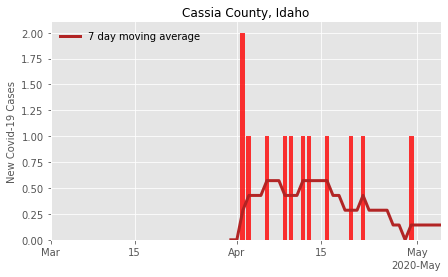 Cassia County, Idaho
7 day moving average
New Covid-19 Cases
2.00
1.75
1.50
1.25
1.00
0.75
0.50
0.25
0.00
Mar
15
Apr
15
May
2020-May